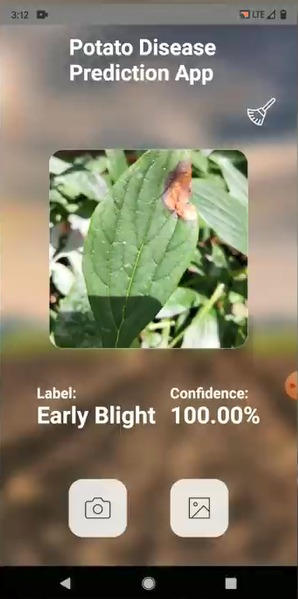 3:12 LTE
Potato Disease
Prediction App
Label: Confidence:
Early Blight 100.00%